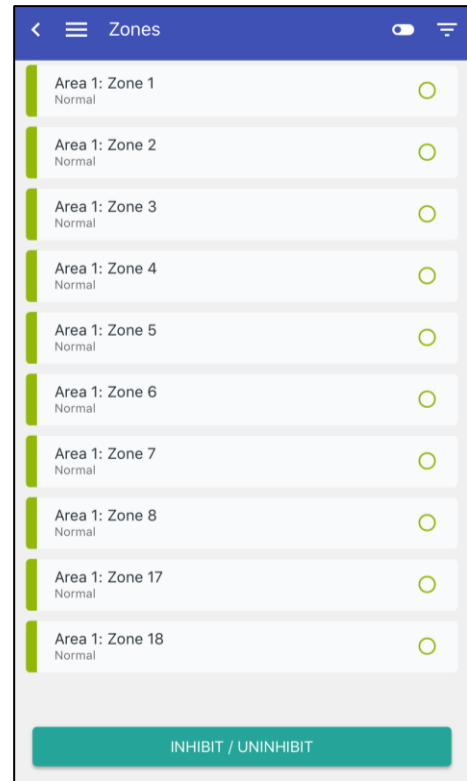 Zones
Area 1: Zone 1
Normal
Area 1: Zone 2
Normal
Area 1: Zone 3
Normal
Area 1: Zone 4
Normal
Area 1: Zone 5
Normal
Area 1: Zone 6
Normal
Area 1: Zone 7
Normal
Area 1: Zone 8
Normal
Area 1: Zone 17
Normal
Area 1: Zone 18
Normal
INHIBIT / UNINHIBIT